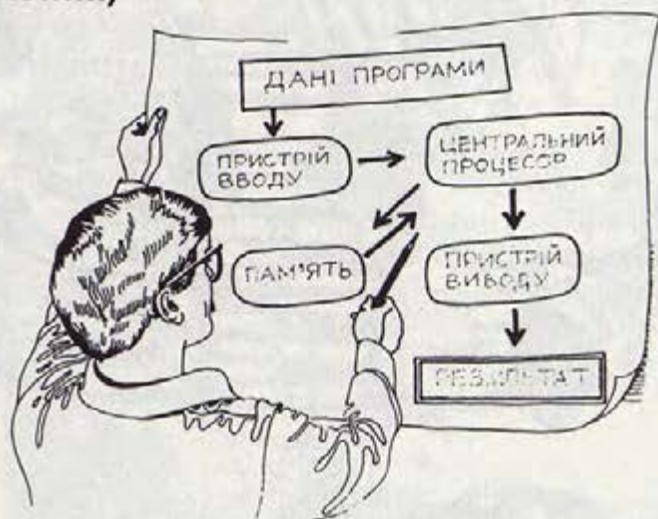 ДАНІ ПРОГРАМИ
ПРИСТРІЙ
ВВОДУ
ЦЕНТРАЛЬНИЙ
ПРОЦЕСОР
ПАМ'ЯТЬ
ПРИСТРІЙ
ВИВОДУ
РЕЗУЛЬТАТ